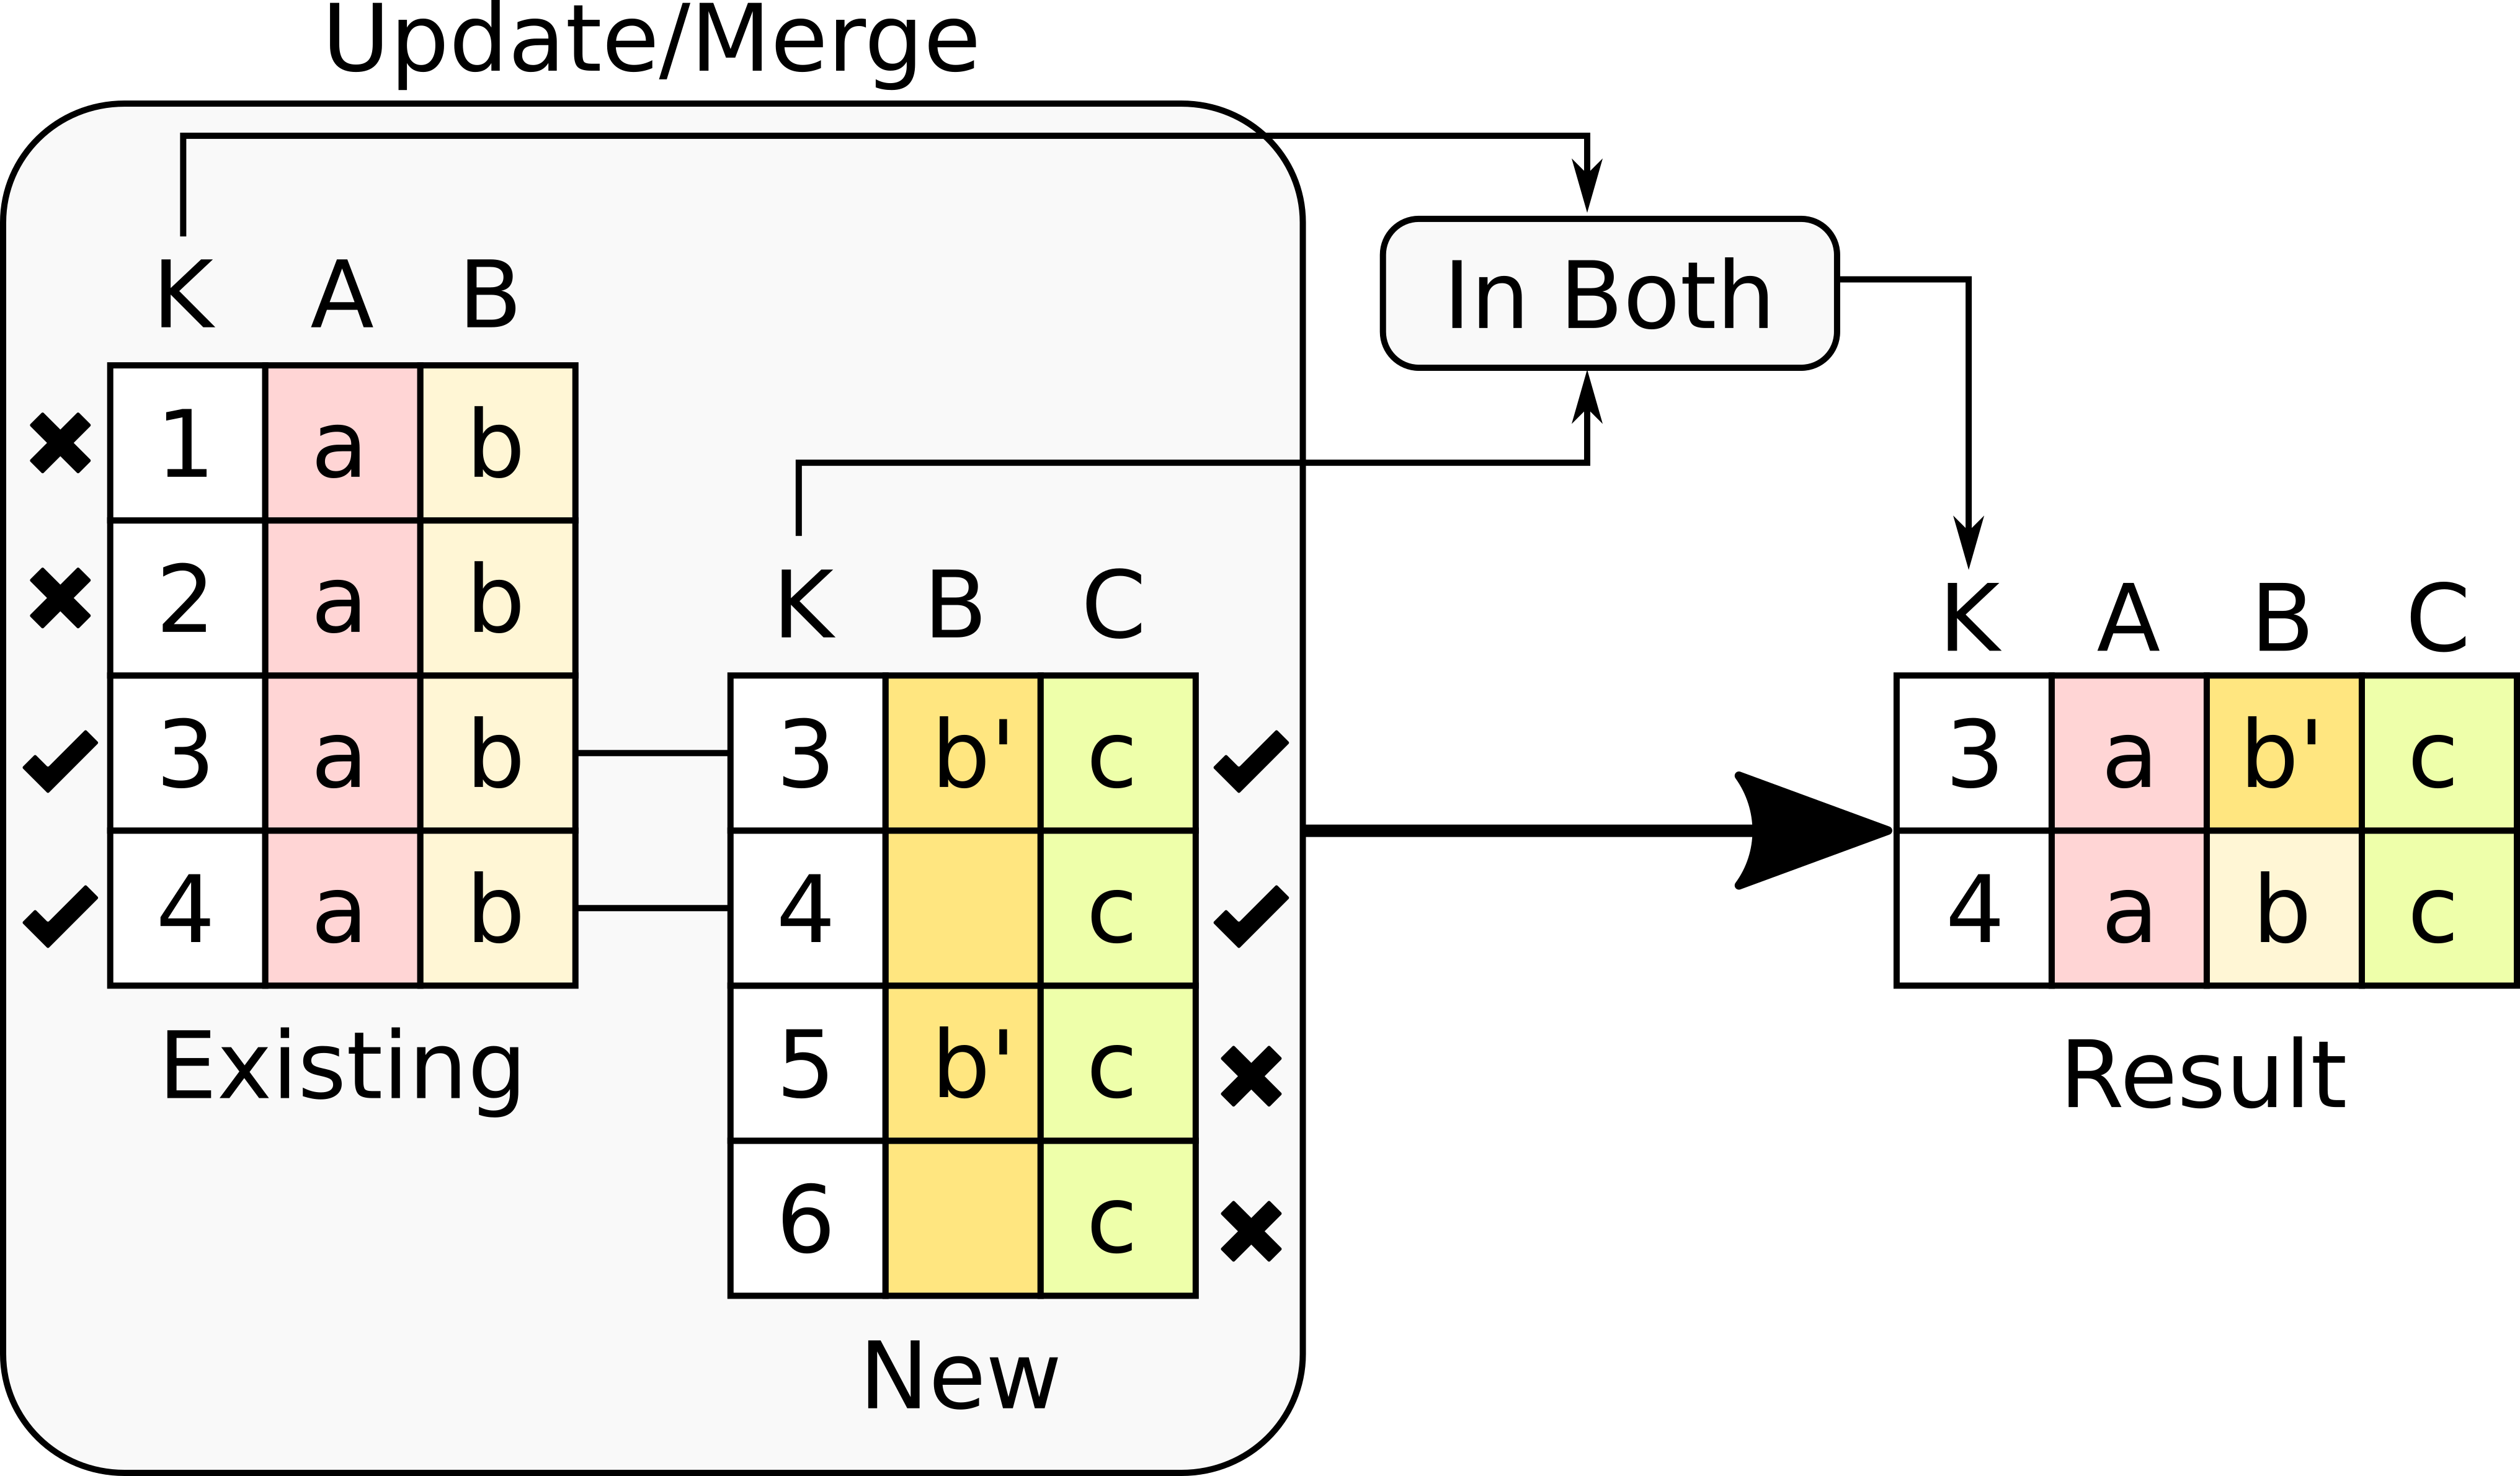 Update/Merge
K A B
In Both
1 a b
2 a b
3 a b
4 a b
Existing
K B C
3 b' c
4 c
5 b' c
6 c
New
K A B C
3 a b' c
4 a b c
Result